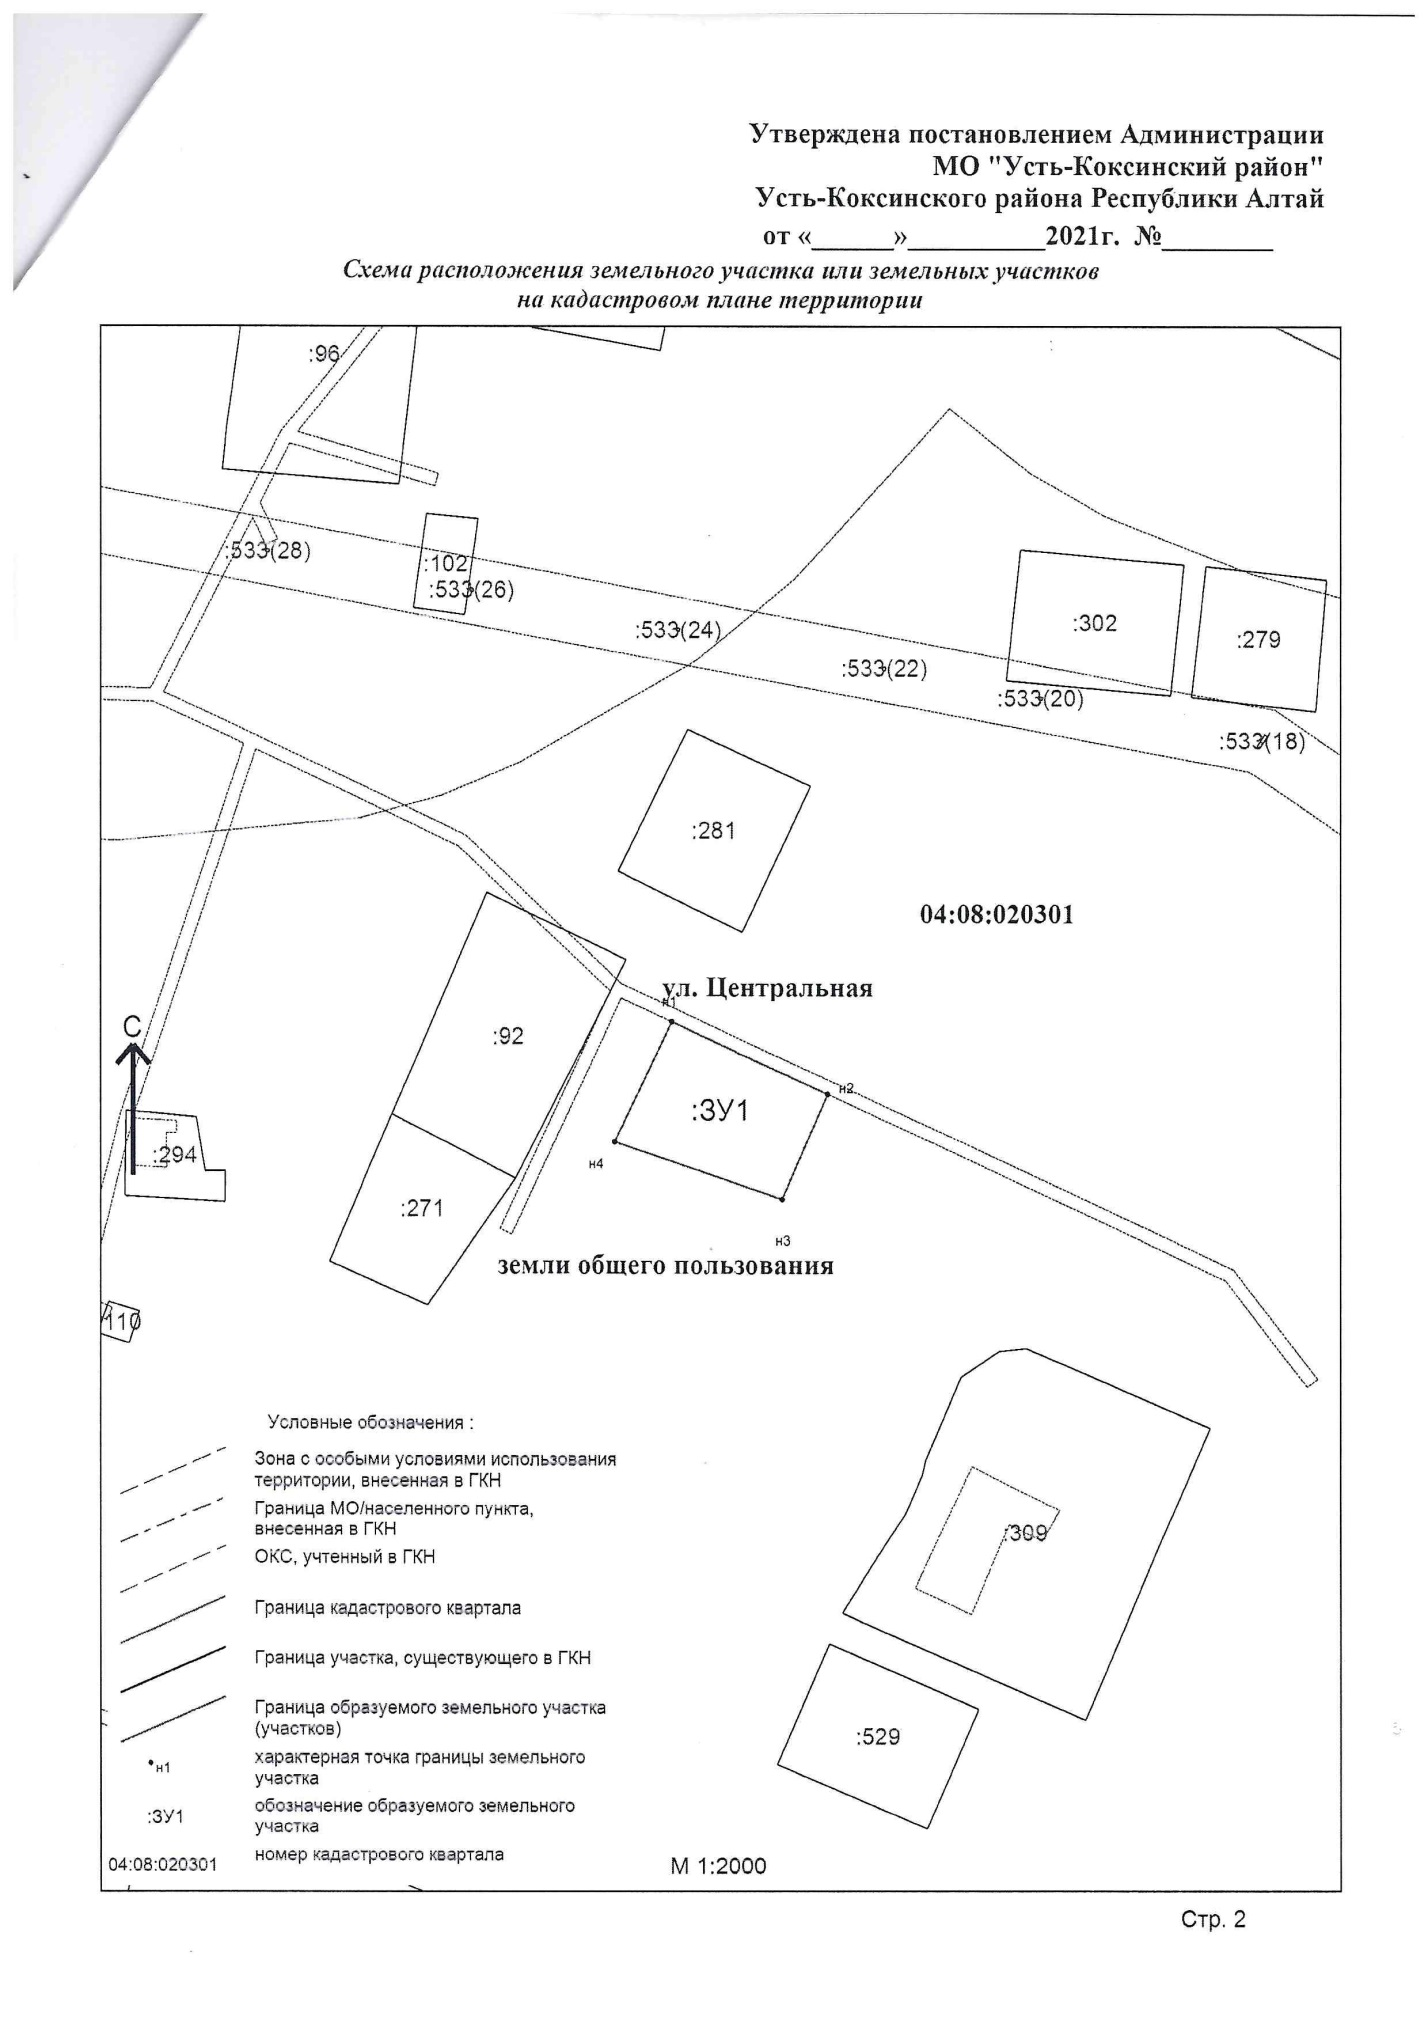 Утверждена постановлением Администрации
МО "Усть-Коксинский район"
Усть-Коксинского района Республики Алтай
от «______»__________2021г. №________
Схема расположения земельного участка или земельных участков
на кадастровом плане территории
:96
:533(28)
:102
:533(26)
:533(24)
:302
:279
:533(22)
:533(20)
:533(18)
:281
04:08:020301
ул. Центральная
н1
:92
С
н2
:ЗУ1
:294
н4
:271
н3
земли общего пользования
110
Условные обозначения :
Зона с особыми условиями использования
территории, внесенная в ГКН
Граница МО/населенного пункта,
внесенная в ГКН
:309
ОКС, учтенный в ГКН
Граница кадастрового квартала
Граница участка, существующего в ГКН
Граница образуемого земельного участка
(участков)
:529
н1
характерная точка границы земельного
участка
:ЗУ1
обозначение образуемого земельного
участка
04:08:020301
номер кадастрового квартала
М 1:2000
Стр. 2